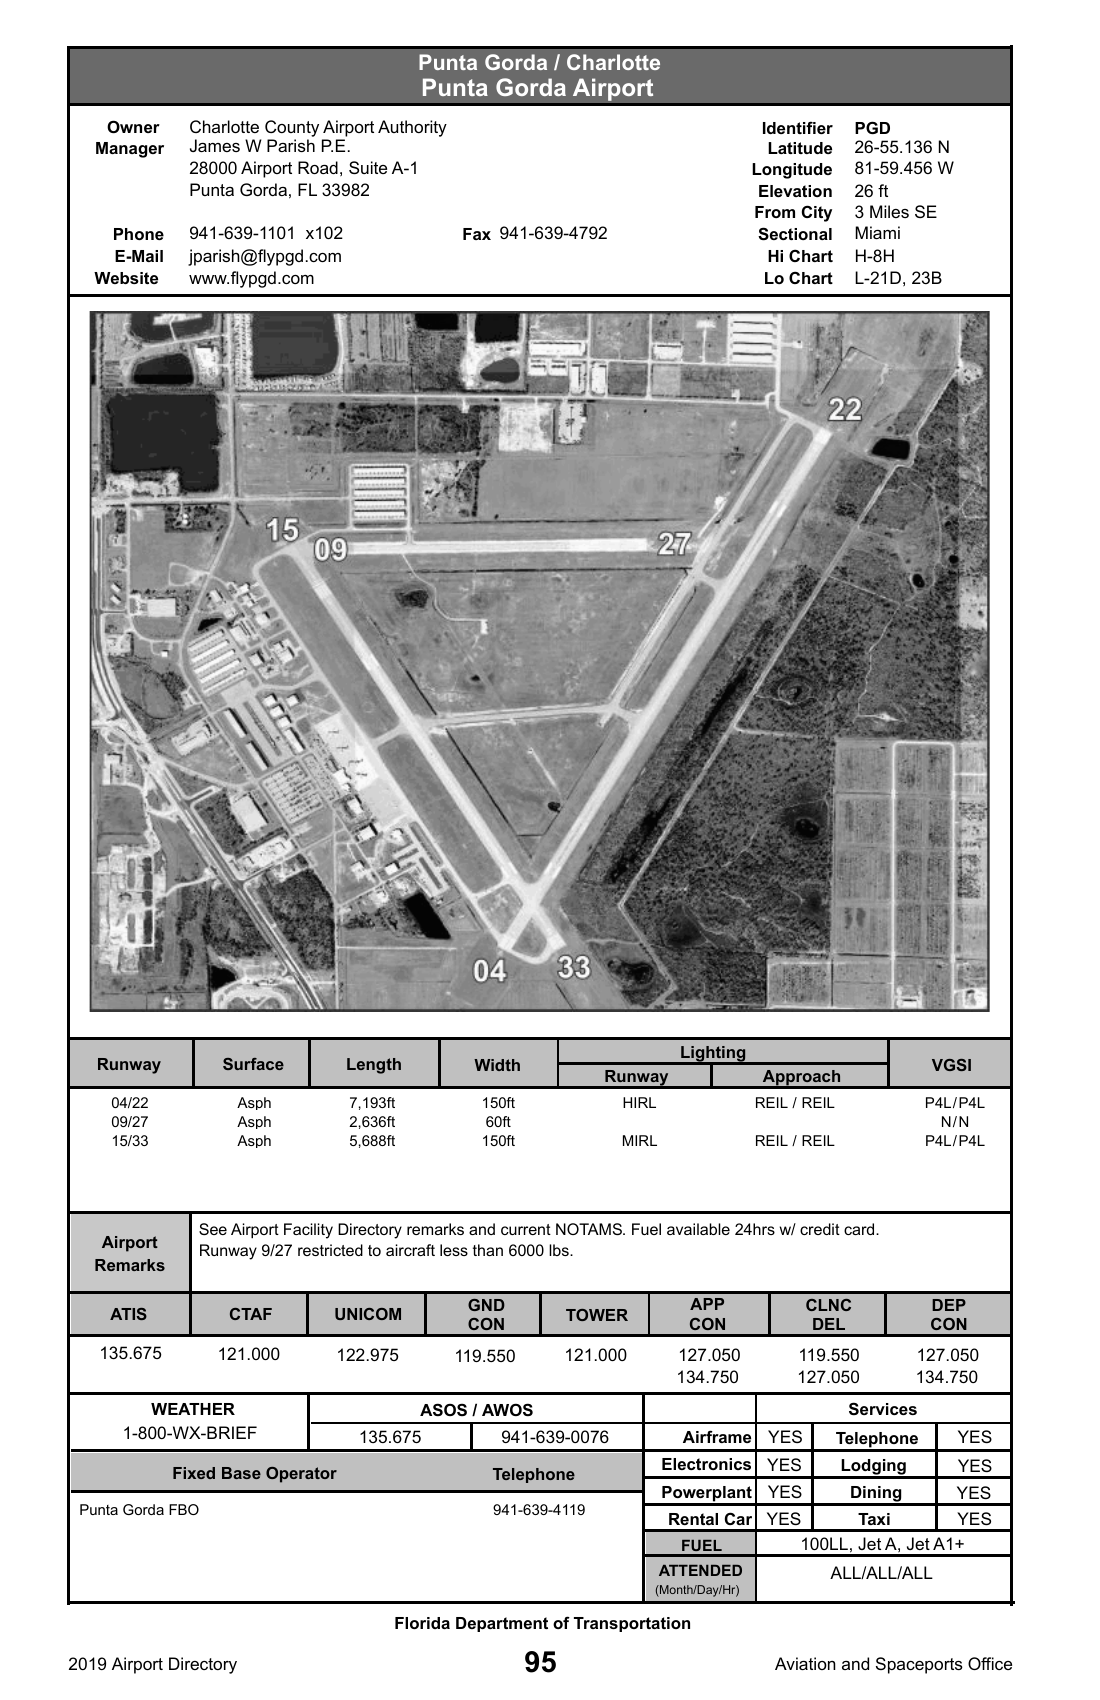 Punta Gorda / Charlotte
Punta Gorda Airport
Owner Charlotte County Airport Authority
Manager James W Parish P.E.
28000 Airport Road, Suite A-1
Punta Gorda, FL 33982
Phone 941-639-1101 x102 Fax 941-639-4792
E-Mail jparish@flypgd.com
Website www.flypgd.com
Identifier PGD
Latitude 26-55.136 N
Longitude 81-59.456 W
Elevation 26 ft
From City 3 Miles SE
Sectional Miami
Hi Chart H-8H
Lo Chart L-21D, 23B
22
15
09
27
04
33
Runway Surface Length Width Lighting VGSI
Runway Approach
04/22 Asph 7,193ft 150ft HIRL REIL / REIL P4L/P4L
09/27 Asph 2,636ft 60ft N/N
15/33 Asph 5,688ft 150ft MIRL REIL / REIL P4L/P4L
Airport Remarks
See Airport Facility Directory remarks and current NOTAMS. Fuel available 24hrs w/ credit card.
Runway 9/27 restricted to aircraft less than 6000 lbs.
ATIS CTAF UNICOM GND CON TOWER APP CON CLNC DEL DEP CON
135.675 121.000 122.975 119.550 121.000 127.050 119.550 127.050
134.750 127.050 134.750
WEATHER ASOS / AWOS Services
1-800-WX-BRIEF 135.675 941-639-0076
Airframe YES Telephone YES
Electronics YES Lodging YES
Powerplant YES Dining YES
Rental Car YES Taxi YES
Fixed Base Operator Telephone
Punta Gorda FBO 941-639-4119
FUEL 100LL, Jet A, Jet A1+
ATTENDED ALL/ALL/ALL
(Month/Day/Hr)
Florida Department of Transportation
2019 Airport Directory 95 Aviation and Spaceports Office